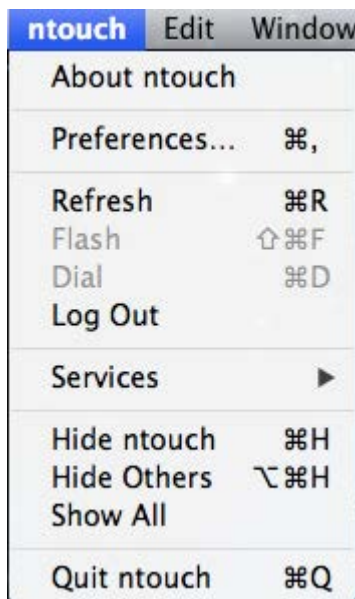 ntouch Edit Window
About ntouch
Preferences... ⌘,
Refresh ⌘R
Flash ⇧⌘F
Dial ⌘D
Log Out
Services ▶
Hide ntouch ⌘H
Hide Others ⌥⌘H
Show All
Quit ntouch ⌘Q